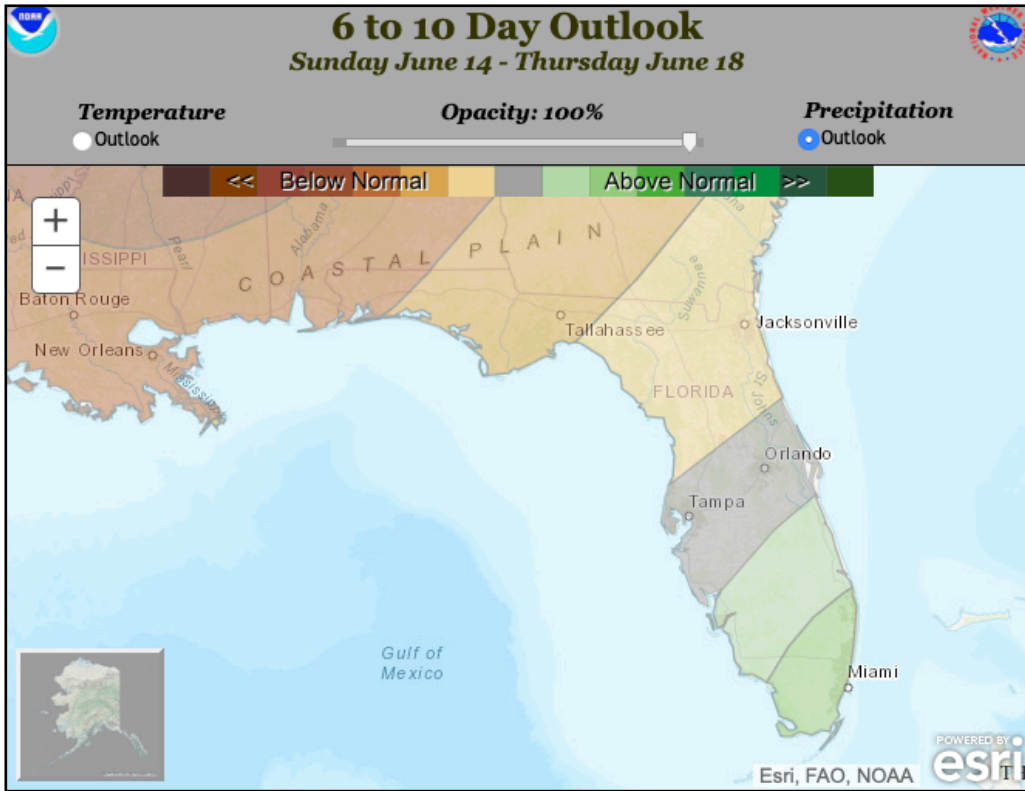 NOAA
6 to 10 Day Outlook
Sunday June 14 - Thursday June 18
Temperature
Outlook
Opacity: 100%
Precipitation
Outlook
<< Below Normal
Above Normal >>
+
−
ISSIPPI
Pearl
Alabama
COASTAL PLAIN
Baton Rouge
New Orleans
Mississippi
Tallahassee
Suwannee
Jacksonville
FLORIDA
St Johns
Orlando
Tampa
Gulf of
Mexico
Miami
Esri, FAO, NOAA
POWERED BY
esri